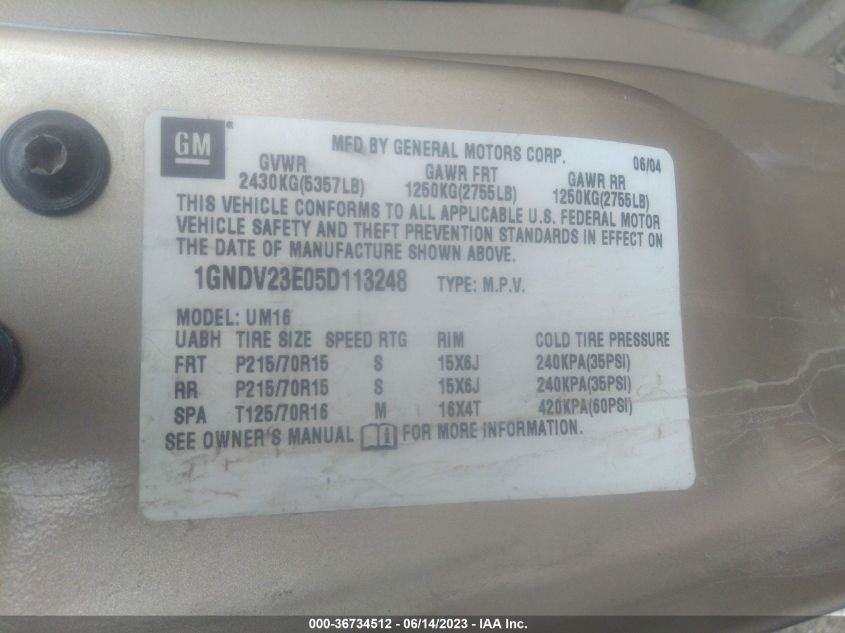 GM®
MFD BY GENERAL MOTORS CORP. 06/04
GVWR GAWR FRT GAWR RR
2430KG(5357LB) 1250KG(2755LB) 1250KG(2755LB)
THIS VEHICLE CONFORMS TO ALL APPLICABLE U.S. FEDERAL MOTOR
VEHICLE SAFETY AND THEFT PREVENTION STANDARDS IN EFFECT ON
THE DATE OF MANUFACTURE SHOWN ABOVE.
1GNDV23E05D113248 TYPE: M.P.V.
MODEL: UM16
UABH TIRE SIZE SPEED RTG RIM COLD TIRE PRESSURE
FRT P215/70R15 S 15X6J 240KPA(35PSI)
RR P215/70R15 S 15X6J 240KPA(35PSI)
SPA T125/70R16 M 16X4T 420KPA(60PSI)
SEE OWNER'S MANUAL FOR MORE INFORMATION.
000-36734512 - 06/14/2023 - IAA Inc.